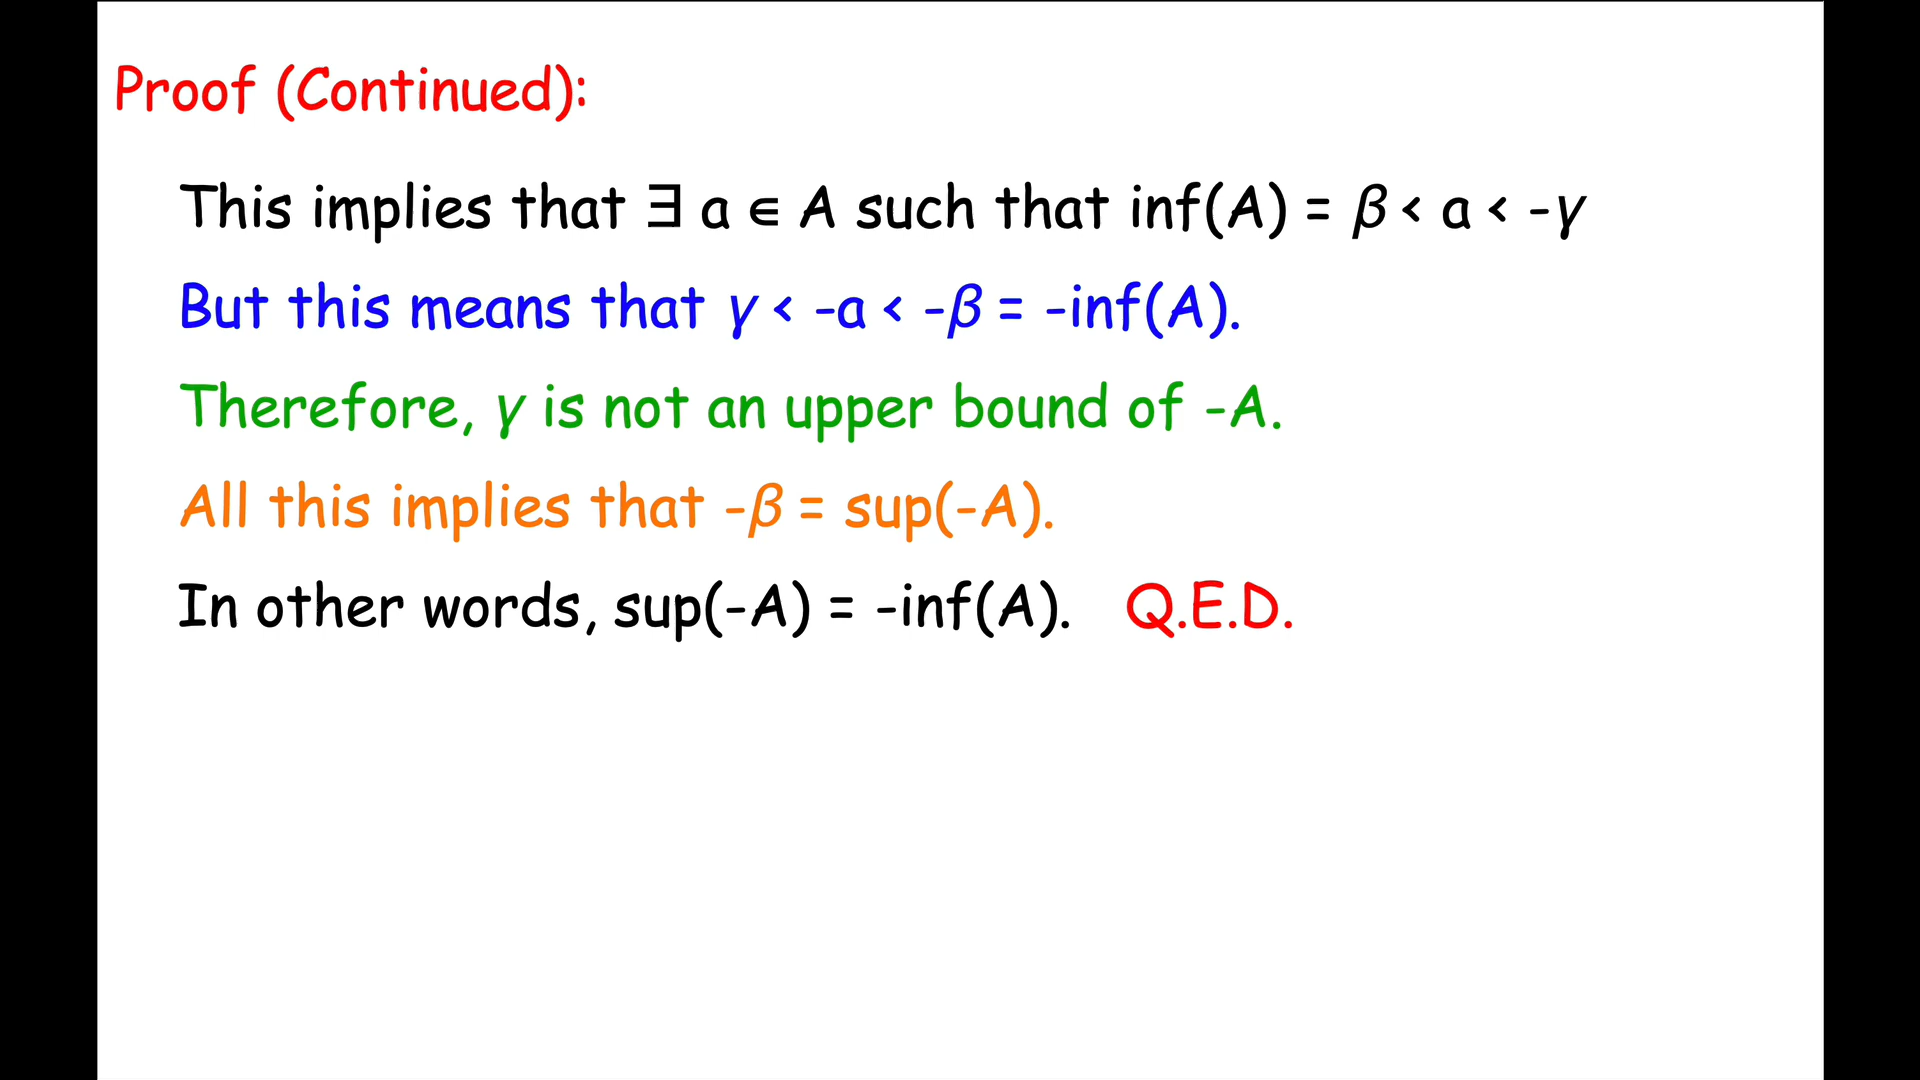 Proof (Continued):
This implies that ∃ a ∈ A such that inf(A) = β < a < -γ
But this means that γ < -a < -β = -inf(A).
Therefore, γ is not an upper bound of -A.
All this implies that -β = sup(-A).
In other words, sup(-A) = -inf(A). Q.E.D.